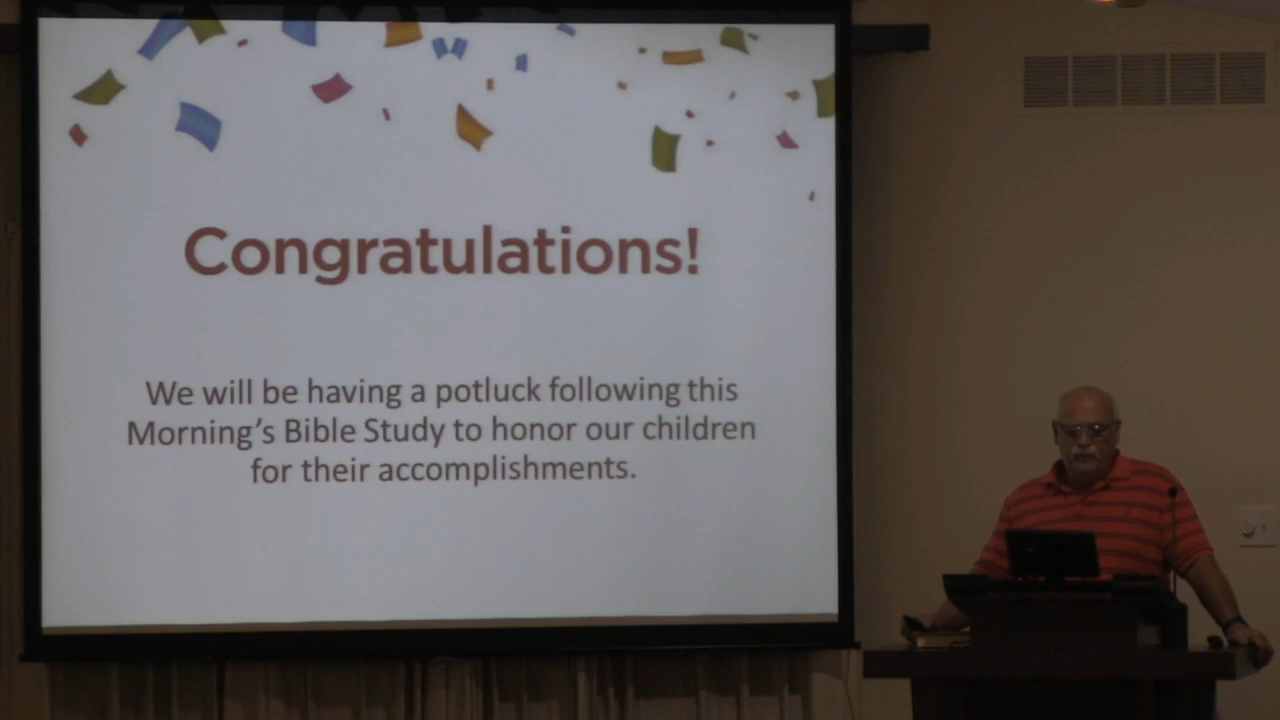 Congratulations!
We will be having a potluck following this
Morning's Bible Study to honor our children
for their accomplishments.